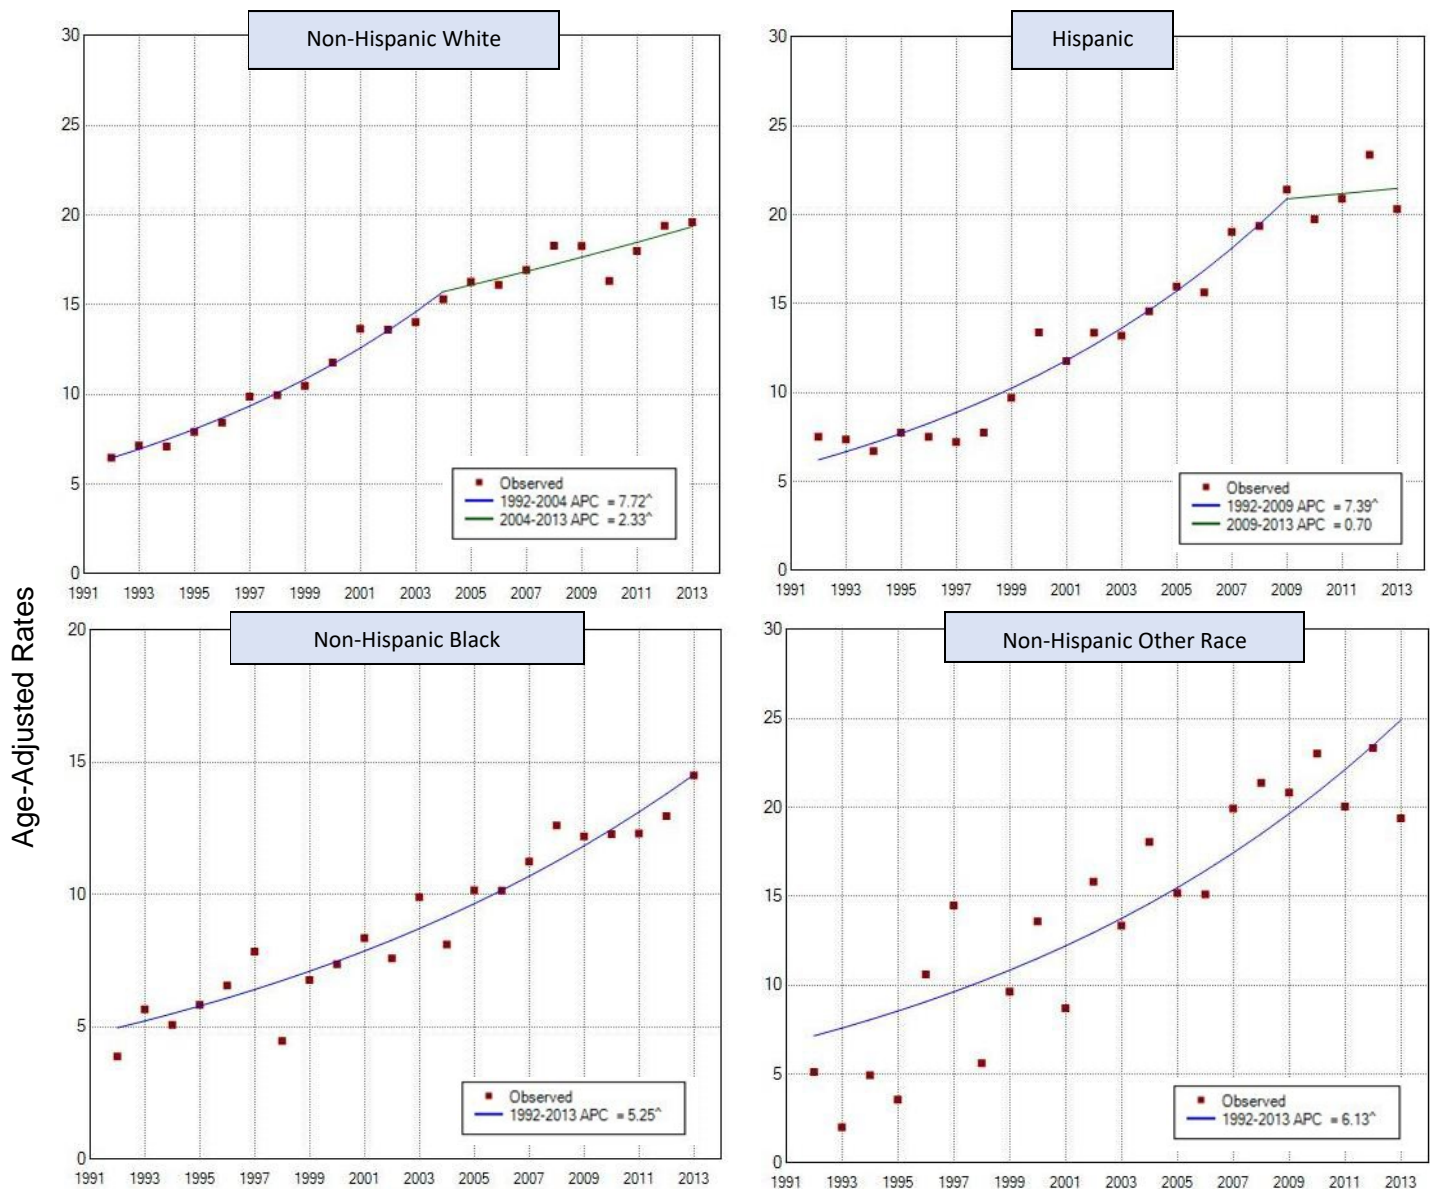 Age-Adjusted Rates
Non-Hispanic White
30
25
20
15
10
5
0
1991 1993 1995 1997 1999 2001 2003 2005 2007 2009 2011 2013
Observed
1992-2004 APC = 7.72^
2004-2013 APC = 2.33^
Hispanic
30
25
20
15
10
5
0
1991 1993 1995 1997 1999 2001 2003 2005 2007 2009 2011 2013
Observed
1992-2009 APC = 7.39^
2009-2013 APC = 0.70
Non-Hispanic Black
20
15
10
5
0
1991 1993 1995 1997 1999 2001 2003 2005 2007 2009 2011 2013
Observed
1992-2013 APC = 5.25^
Non-Hispanic Other Race
30
25
20
15
10
5
0
1991 1993 1995 1997 1999 2001 2003 2005 2007 2009 2011 2013
Observed
1992-2013 APC = 6.13^